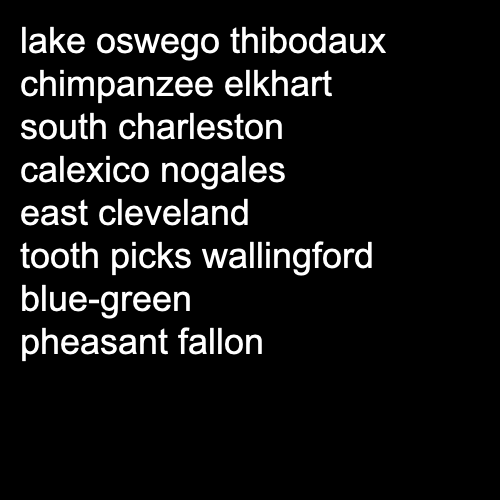 lake oswego thibodaux
chimpanzee elkhart
south charleston
calexico nogales
east cleveland
tooth picks wallingford
blue-green
pheasant fallon